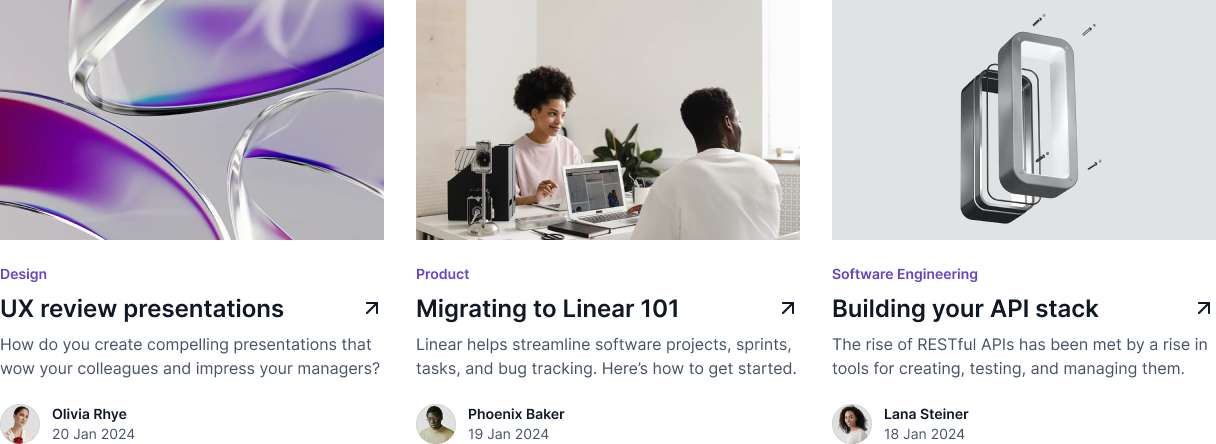 Design
UX review presentations
How do you create compelling presentations that
wow your colleagues and impress your managers?
Olivia Rhye
20 Jan 2024
Product
Migrating to Linear 101
Linear helps streamline software projects, sprints,
tasks, and bug tracking. Here’s how to get started.
Phoenix Baker
19 Jan 2024
Software Engineering
Building your API stack
The rise of RESTful APIs has been met by a rise in
tools for creating, testing, and managing them.
Lana Steiner
18 Jan 2024